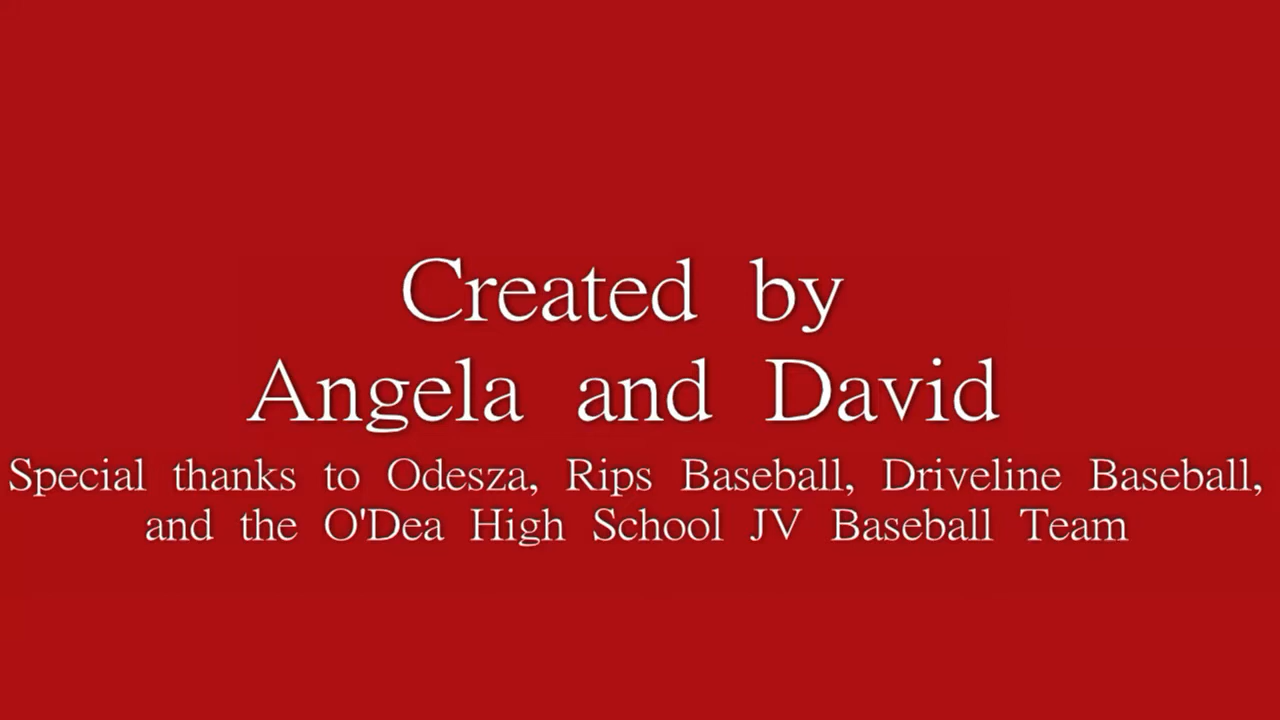 Created by
Angela and David
Special thanks to Odesza, Rips Baseball, Driveline Baseball,
and the O'Dea High School JV Baseball Team